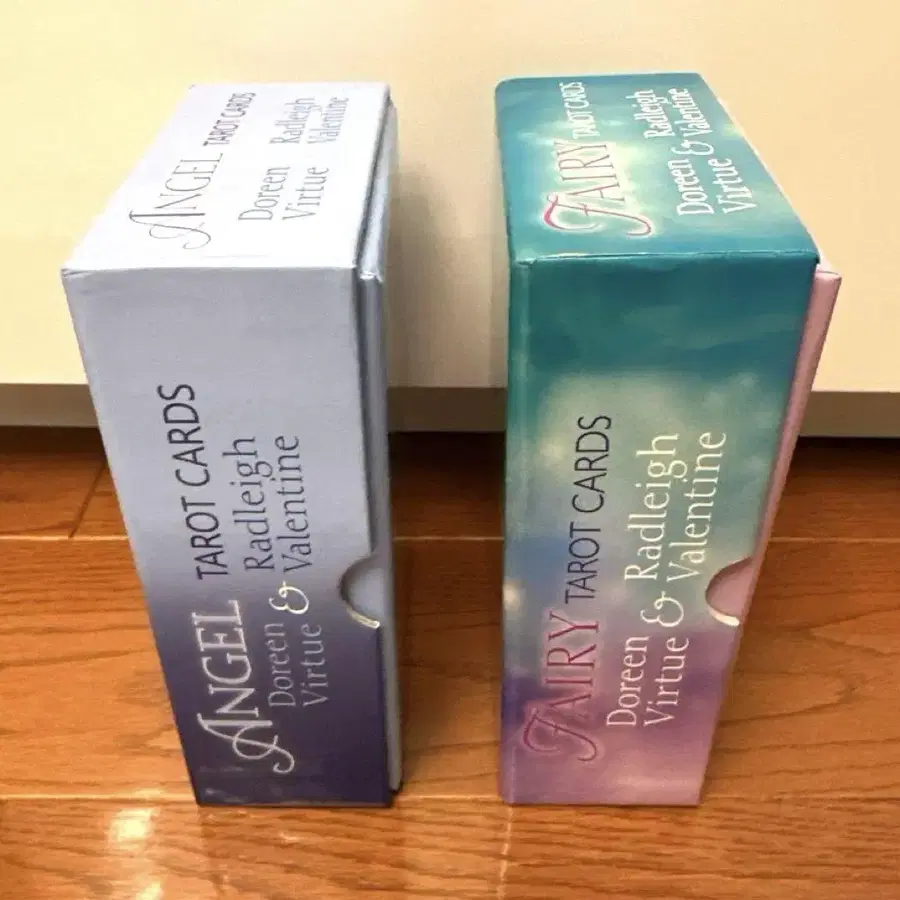 ANGEL TAROT CARDS
Doreen Virtue
Radleigh Valentine
ANGEL TAROT CARDS
Doreen Virtue & Radleigh Valentine
FAIRY TAROT CARDS
Doreen Virtue & Radleigh Valentine
FAIRY TAROT CARDS
Doreen Virtue & Radleigh Valentine